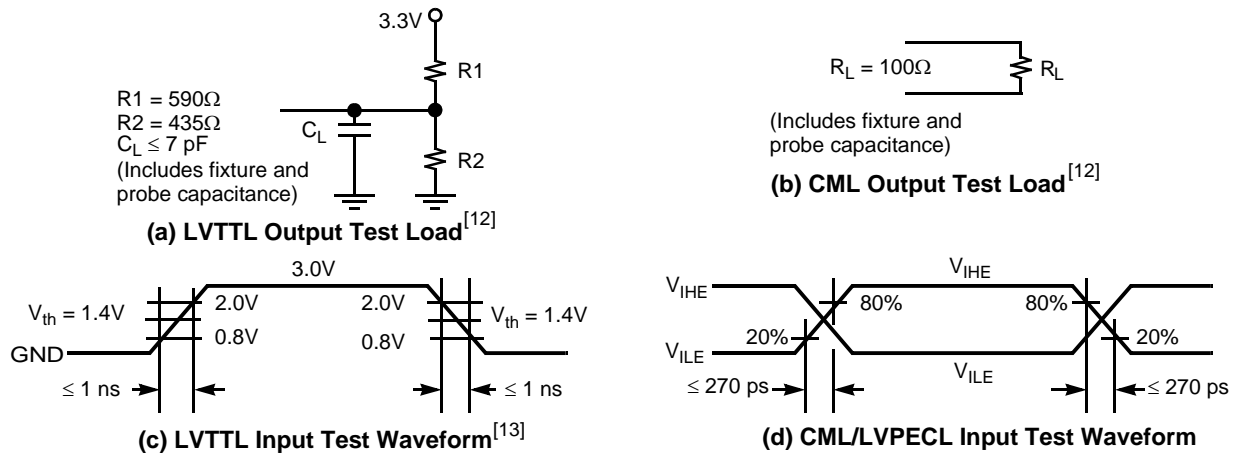 3.3V
R1
R1 = 590Ω
R2 = 435Ω
C_L ≤ 7 pF
(Includes fixture and
probe capacitance)
C_L
R2
(a) LVTTL Output Test Load[12]
R_L = 100Ω
R_L
(Includes fixture and
probe capacitance)
(b) CML Output Test Load[12]
3.0V
V_th = 1.4V
2.0V
0.8V
2.0V
0.8V
V_th = 1.4V
GND
≤ 1 ns
≤ 1 ns
(c) LVTTL Input Test Waveform[13]
V_IHE
V_IHE
80%
80%
20%
20%
V_ILE
V_ILE
≤ 270 ps
≤ 270 ps
(d) CML/LVPECL Input Test Waveform